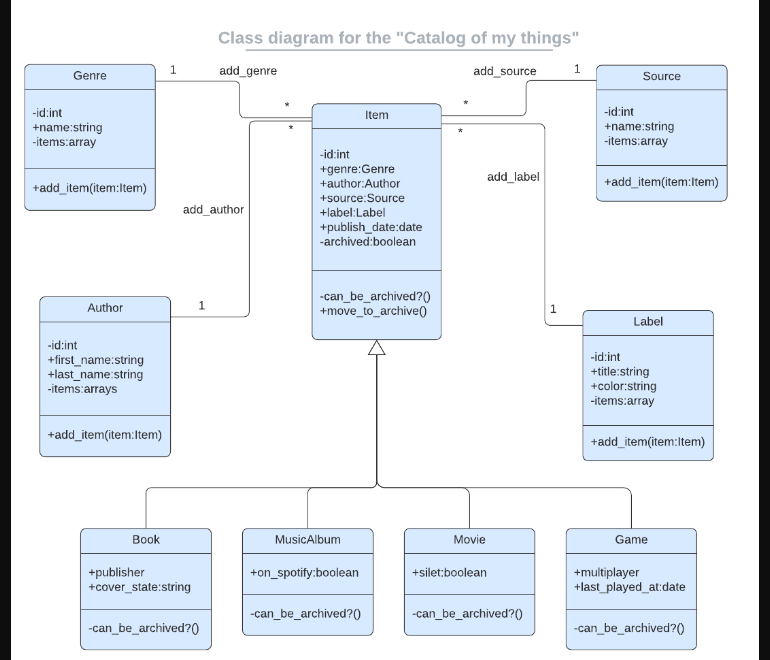 Class diagram for the "Catalog of my things"
Genre
-id:int
+name:string
-items:array
+add_item(item:Item)
1
add_genre
*
Item
-id:int
+genre:Genre
+author:Author
+source:Source
+label:Label
+publish_date:date
-archived:boolean
-can_be_archived?()
+move_to_archive()
add_source
1
*
Source
-id:int
+name:string
-items:array
+add_item(item:Item)
*
add_author
1
Author
-id:int
+first_name:string
+last_name:string
-items:arrays
+add_item(item:Item)
*
add_label
1
Label
-id:int
+title:string
+color:string
-items:array
+add_item(item:Item)
Book
+publisher
+cover_state:string
-can_be_archived?()
MusicAlbum
+on_spotify:boolean
-can_be_archived?()
Movie
+silet:boolean
-can_be_archived?()
Game
+multiplayer
+last_played_at:date
-can_be_archived?()